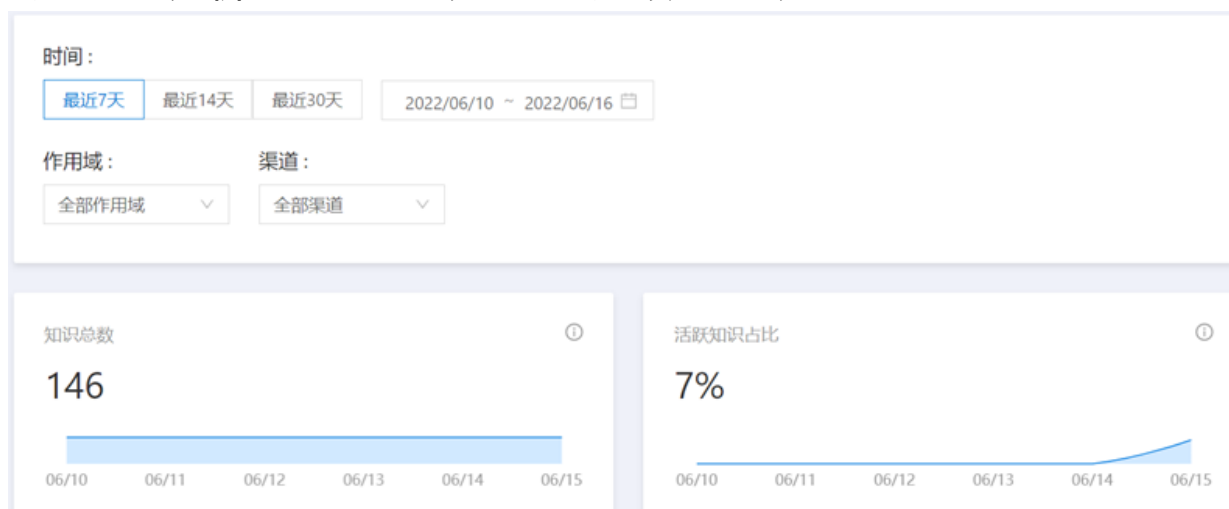 时间：
最近7天 最近14天 最近30天 2022/06/10 ~ 2022/06/16
作用域： 渠道：
全部作用域 全部渠道
知识总数 活跃知识占比
146 7%
06/10 06/11 06/12 06/13 06/14 06/15 06/10 06/11 06/12 06/13 06/14 06/15